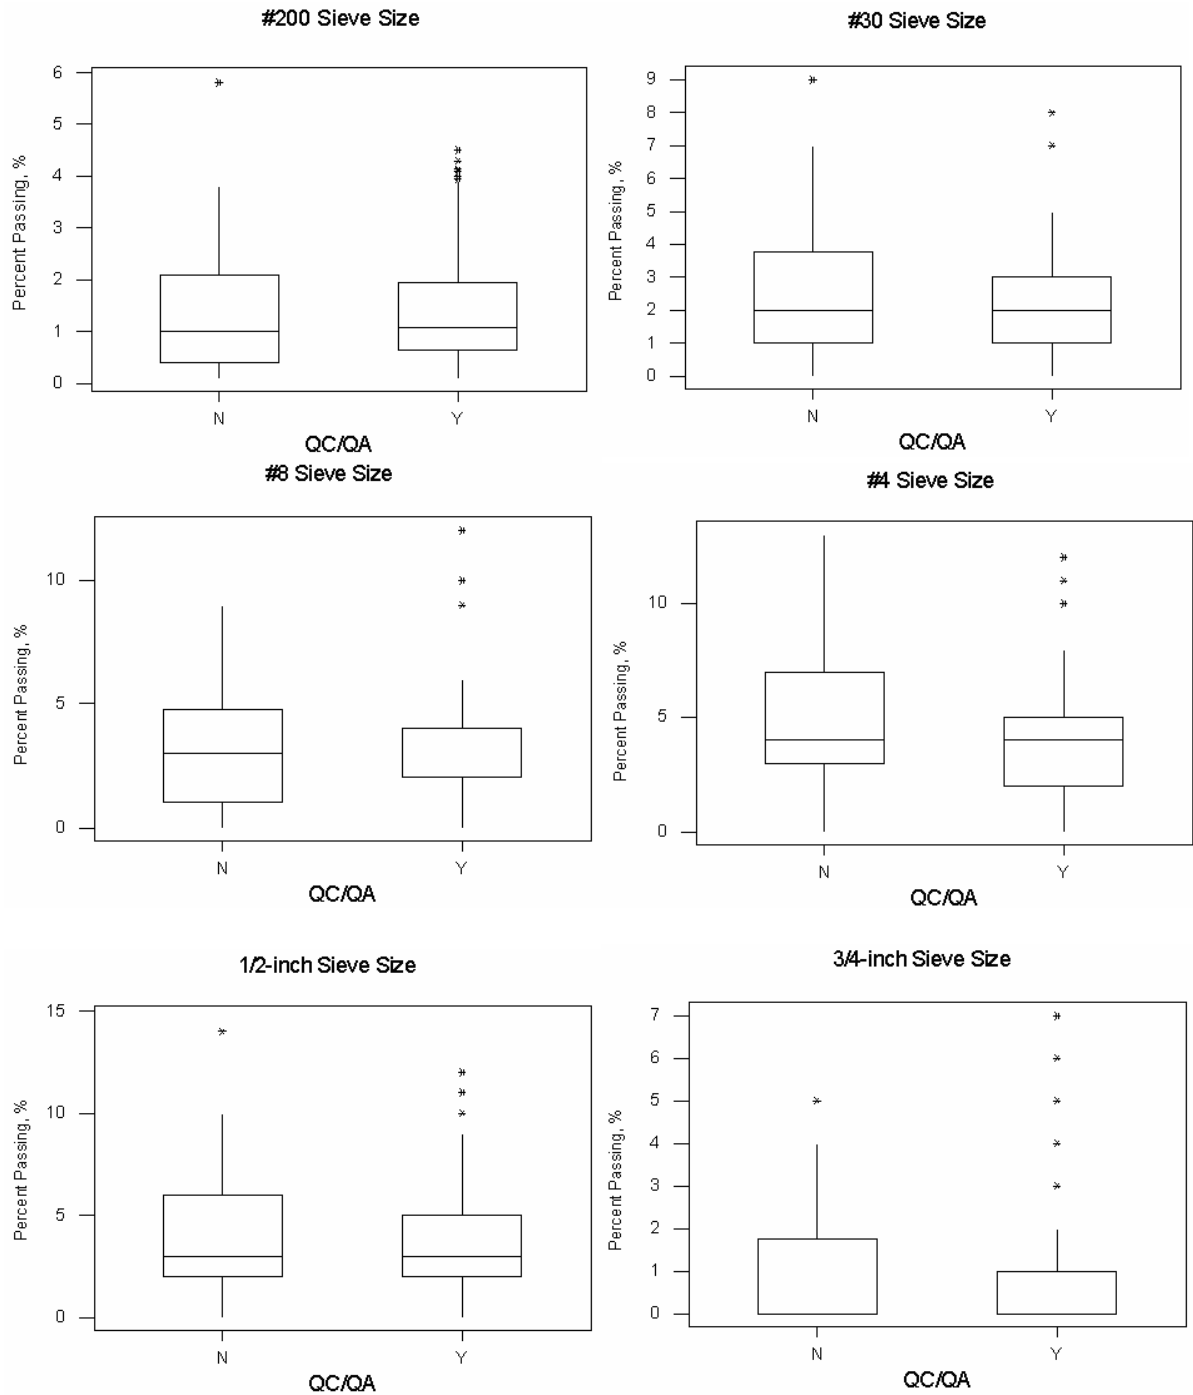 #200 Sieve Size
Percent Passing, %
6
5
4
3
2
1
0
N
Y
QC/QA
#30 Sieve Size
Percent Passing, %
9
8
7
6
5
4
3
2
1
0
N
Y
QC/QA
#8 Sieve Size
Percent Passing, %
10
5
0
N
Y
QC/QA
#4 Sieve Size
Percent Passing, %
10
5
0
N
Y
QC/QA
1/2-inch Sieve Size
Percent Passing, %
15
10
5
0
N
Y
QC/QA
3/4-inch Sieve Size
Percent Passing, %
7
6
5
4
3
2
1
0
N
Y
QC/QA